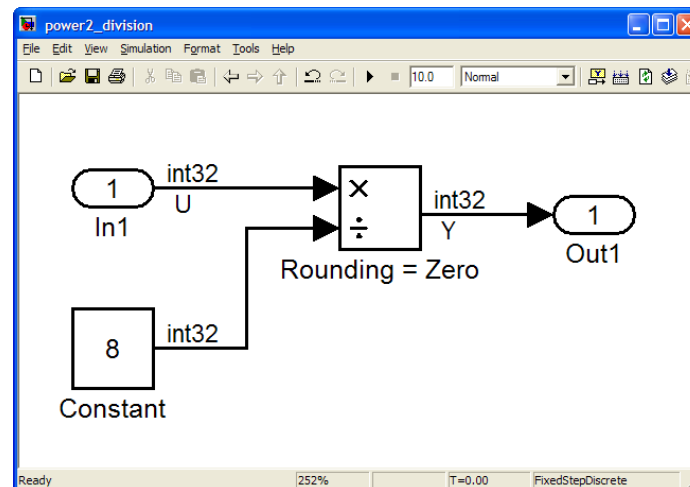 power2_division
File Edit View Simulation Format Tools Help
10.0 Normal
int32
1
U
In1
×
÷
int32
Y
1
Out1
Rounding = Zero
8
int32
Constant
Ready 252% T=0.00 FixedStepDiscrete